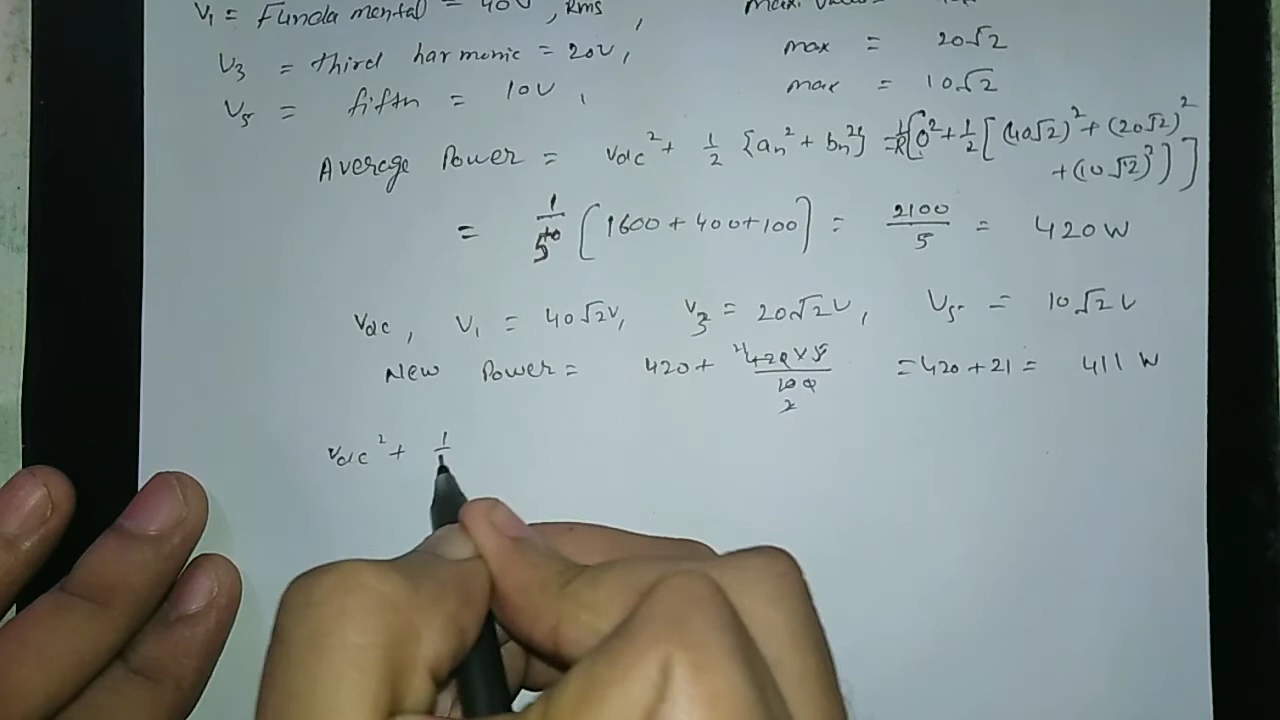 V₁ = Fundamental = 40V , RMS ,
V₃ = third harmonic = 20V, max = 20√2
V₅ = fifth = 10V , max = 10√2
Average Power = Vdc² + 1/2 {an² + bn²} = 1/R[0² + 1/2 [(40√2)² + (20√2)² + (10√2)²]]
= 1/5 [1600 + 400 + 100] = 2100/5 = 420W
Vdc , V₁ = 40√2V, V₃ = 20√2V, V₅ = 10√2V
New Power = 420 + 420 x 5/100 = 420 + 21 = 411 W
Vdc² + 1